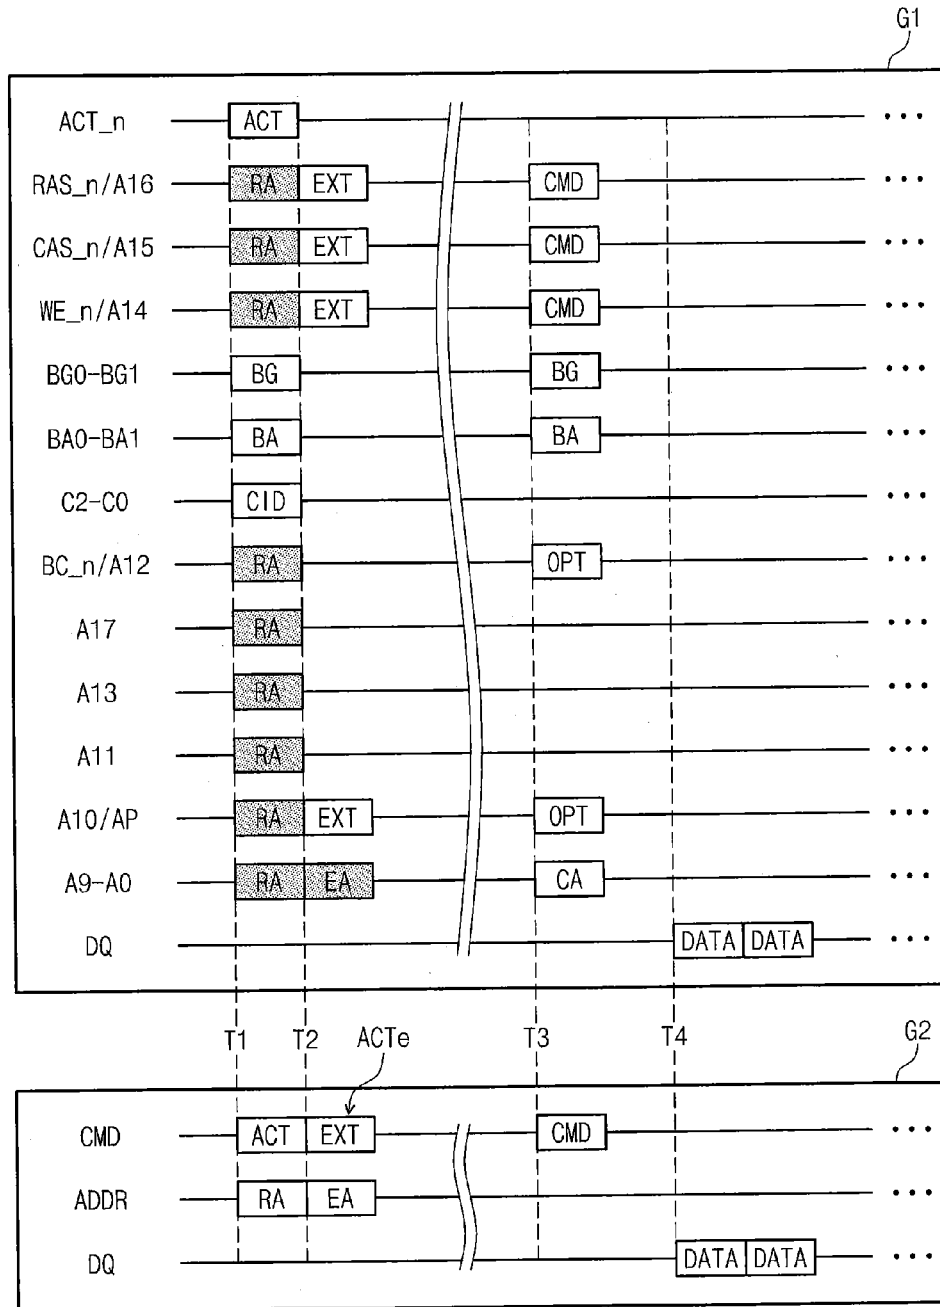 G1
ACT_n ACT ...
RAS_n/A16 RA EXT CMD ...
CAS_n/A15 RA EXT CMD ...
WE_n/A14 RA EXT CMD ...
BG0-BG1 BG BG ...
BA0-BA1 BA BA ...
C2-C0 CID ...
BC_n/A12 RA OPT ...
A17 RA ...
A13 RA ...
A11 RA ...
A10/AP RA EXT OPT ...
A9-A0 RA EA CA ...
DQ DATA DATA ...
T1 T2 ACTe T3 T4 G2
CMD ACT EXT CMD ...
ADDR RA EA ...
DQ DATA DATA ...